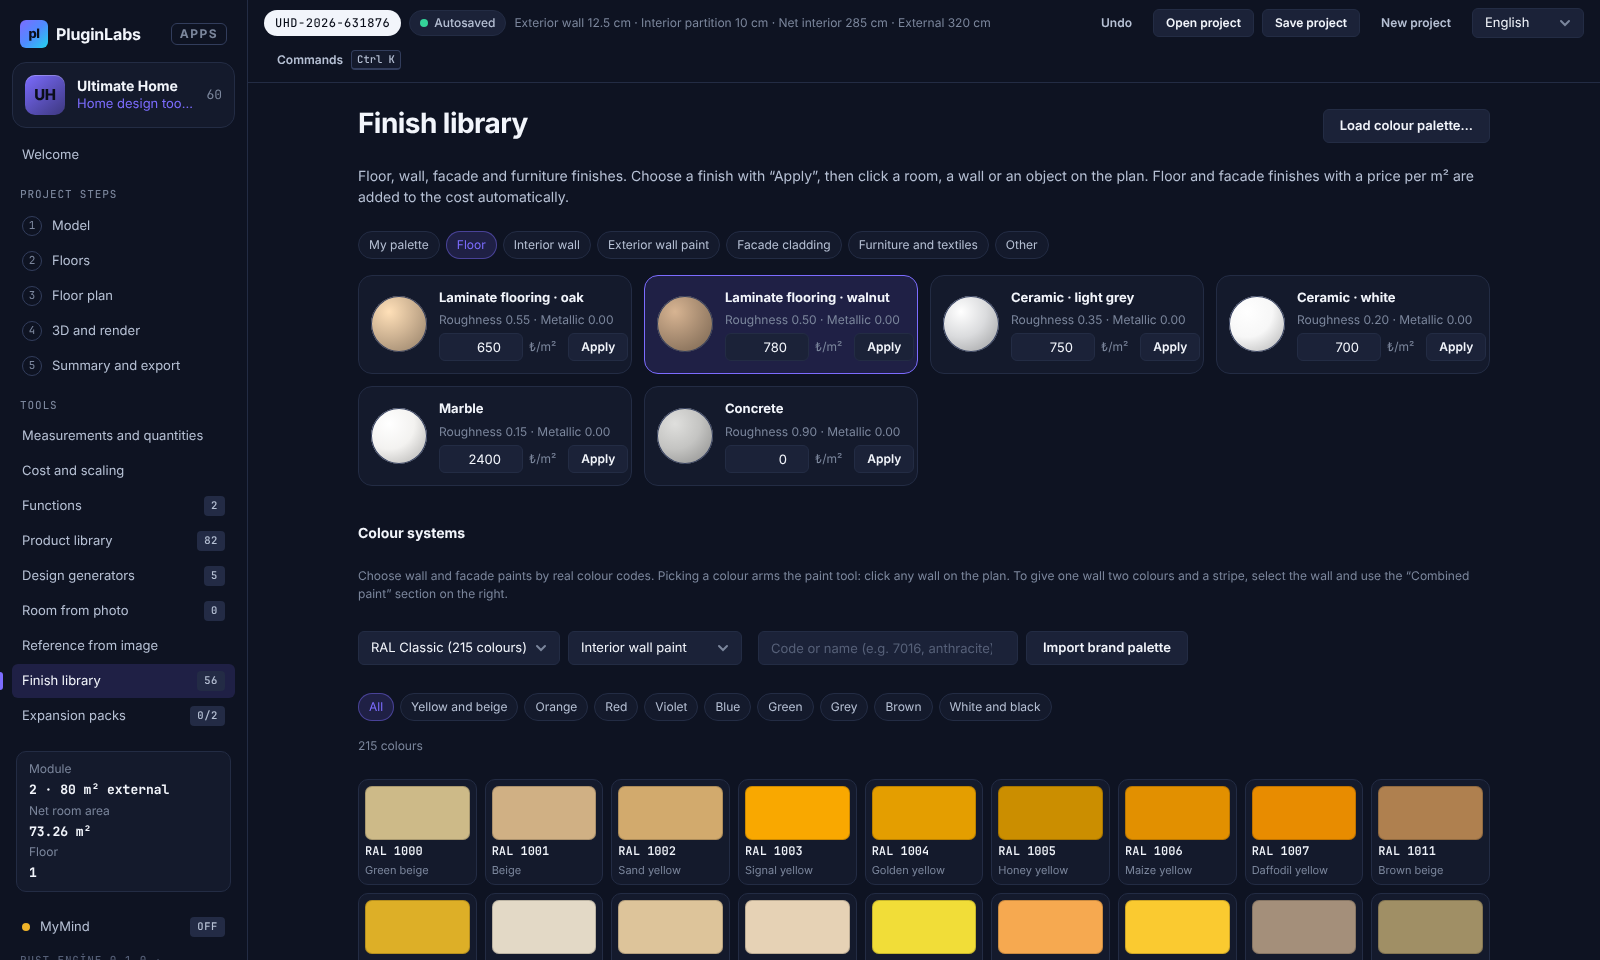 pl PluginLabs APPS
UH Ultimate Home
Home design too... 60
Welcome
PROJECT STEPS
1 Model
2 Floors
3 Floor plan
4 3D and render
5 Summary and export
TOOLS
Measurements and quantities
Cost and scaling
Functions 2
Product library 82
Design generators 5
Room from photo 0
Reference from image
Finish library 56
Expansion packs 0/2
Module
2 · 80 m² external
Net room area
73.26 m²
Floor
1
MyMind OFF
UHD-2026-631876 Autosaved Exterior wall 12.5 cm · Interior partition 10 cm · Net interior 285 cm · External 320 cm Undo Open project Save project New project English
Commands Ctrl K
Finish library Load colour palette...
Floor, wall, facade and furniture finishes. Choose a finish with “Apply”, then click a room, a wall or an object on the plan. Floor and facade finishes with a price per m² are
added to the cost automatically.
My palette Floor Interior wall Exterior wall paint Facade cladding Furniture and textiles Other
Laminate flooring · oak
Roughness 0.55 · Metallic 0.00
650 ₺/m² Apply
Laminate flooring · walnut
Roughness 0.50 · Metallic 0.00
780 ₺/m² Apply
Ceramic · light grey
Roughness 0.35 · Metallic 0.00
750 ₺/m² Apply
Ceramic · white
Roughness 0.20 · Metallic 0.00
700 ₺/m² Apply
Marble
Roughness 0.15 · Metallic 0.00
2400 ₺/m² Apply
Concrete
Roughness 0.90 · Metallic 0.00
0 ₺/m² Apply
Colour systems
Choose wall and facade paints by real colour codes. Picking a colour arms the paint tool: click any wall on the plan. To give one wall two colours and a stripe, select the wall and use the “Combined
paint” section on the right.
RAL Classic (215 colours) Interior wall paint Code or name (e.g. 7016, anthracite) Import brand palette
All Yellow and beige Orange Red Violet Blue Green Grey Brown White and black
215 colours
RAL 1000 RAL 1001 RAL 1002 RAL 1003 RAL 1004 RAL 1005 RAL 1006 RAL 1007 RAL 1011
Green beige Beige Sand yellow Signal yellow Golden yellow Honey yellow Maize yellow Daffodil yellow Brown beige